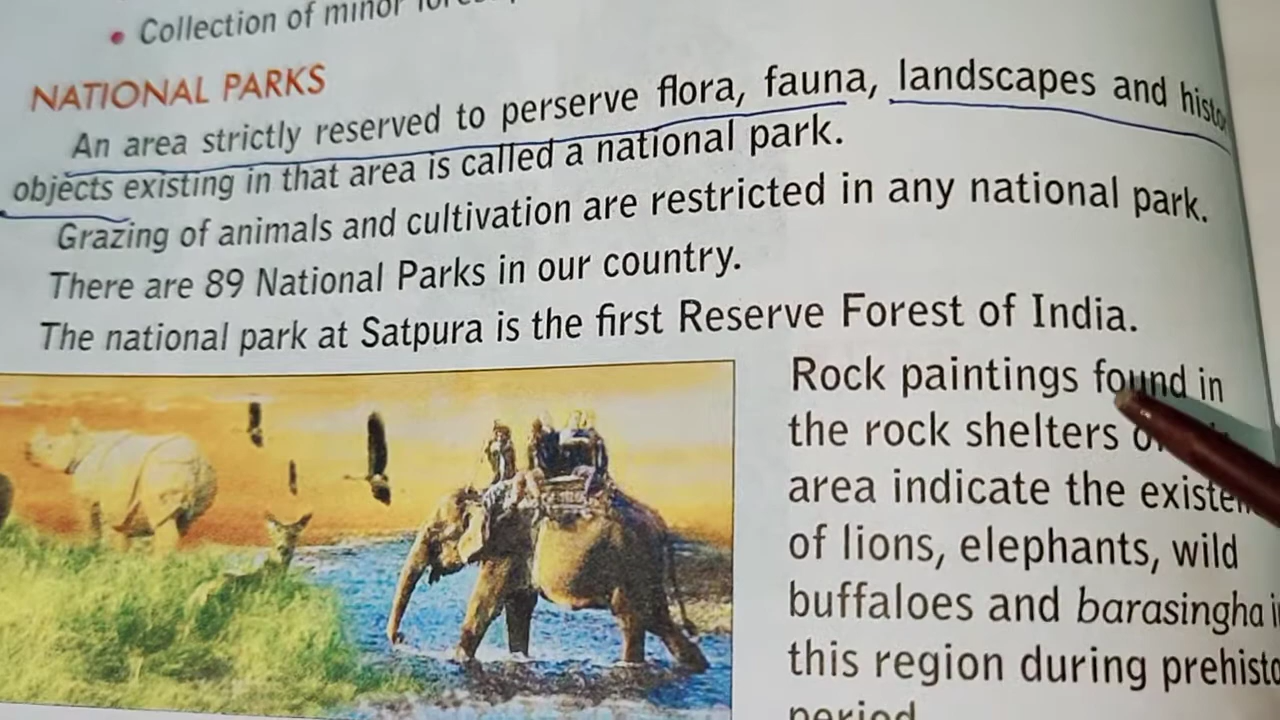 • Collection of minor
NATIONAL PARKS
An area strictly reserved to perserve flora, fauna, landscapes and
objects existing in that area is called a national park.
Grazing of animals and cultivation are restricted in any national park.
There are 89 National Parks in our country.
The national park at Satpura is the first Reserve Forest of India.
Rock paintings found in
the rock shelters
area indicate the
of lions, elephants, wild
buffaloes and barasingha
this region during
period